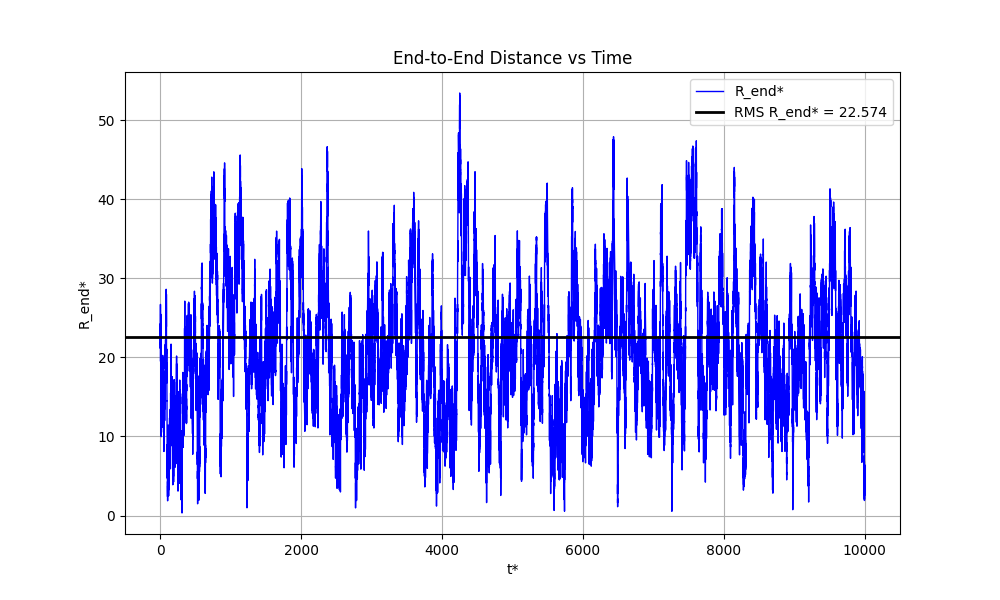 End-to-End Distance vs Time
R_end*
RMS R_end* = 22.574
50
40
30
20
10
0
R_end*
0 2000 4000 6000 8000 10000
t*